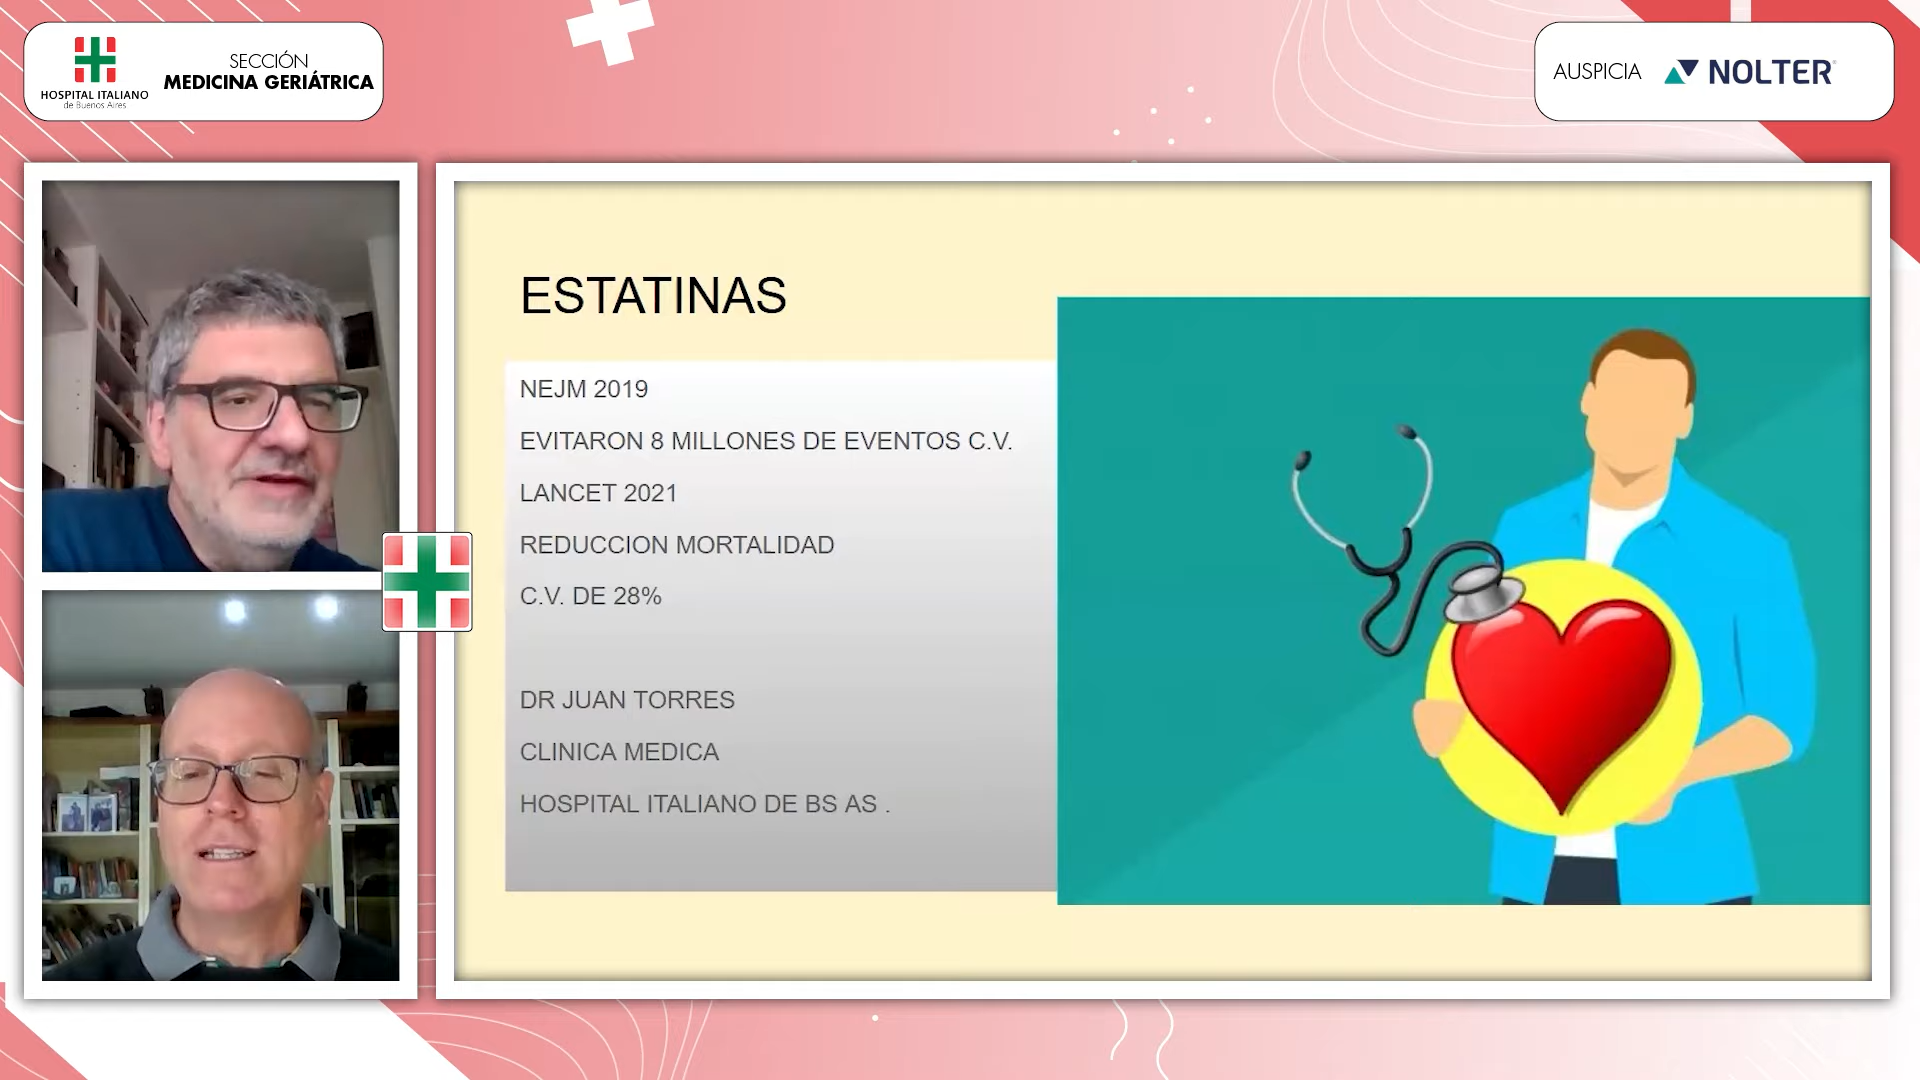 HOSPITAL ITALIANO
de Buenos Aires
SECCIÓN
MEDICINA GERIÁTRICA
AUSPICIA
NOLTER
ESTATINAS
NEJM 2019
EVITARON 8 MILLONES DE EVENTOS C.V.
LANCET 2021
REDUCCION MORTALIDAD
C.V. DE 28%
DR JUAN TORRES
CLINICA MEDICA
HOSPITAL ITALIANO DE BS AS .